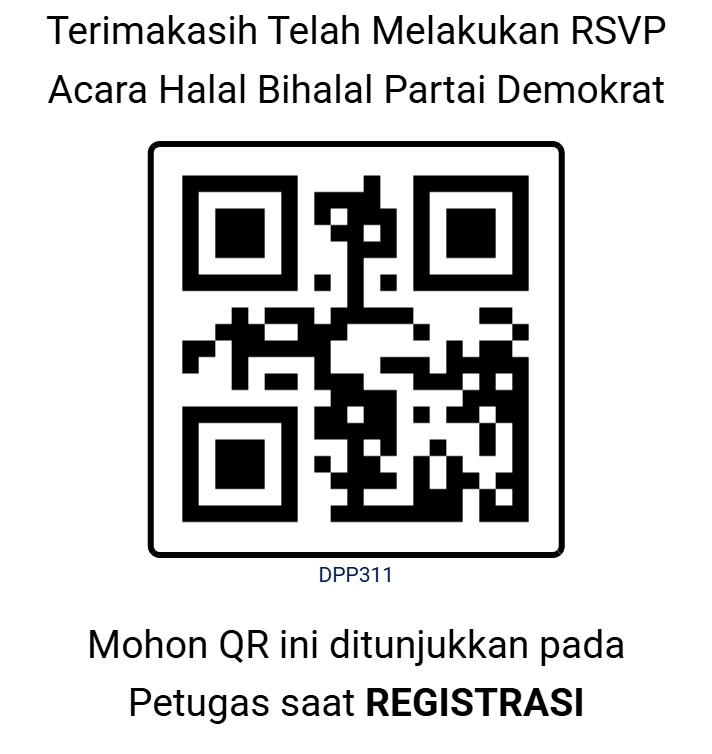 Terimakasih Telah Melakukan RSVP
Acara Halal Bihalal Partai Demokrat
DPP311
Mohon QR ini ditunjukkan pada
Petugas saat REGISTRASI